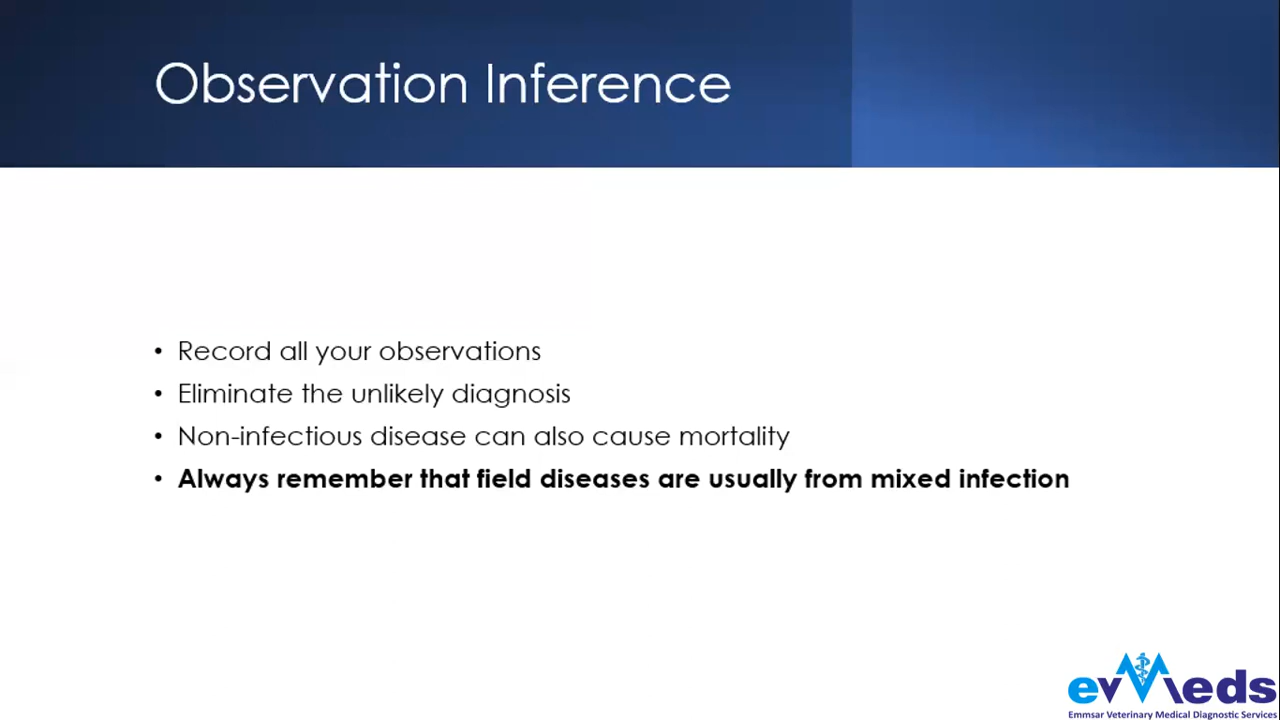 Observation Inference
• Record all your observations
• Eliminate the unlikely diagnosis
• Non-infectious disease can also cause mortality
• Always remember that field diseases are usually from mixed infection
evMeds
Emmsar Veterinary Medical Diagnostic Services